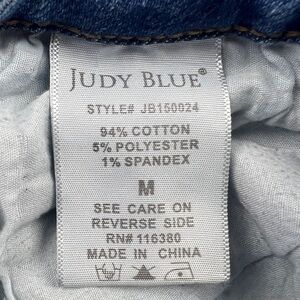 JUDY BLUE®
STYLE# JB150924
94% COTTON
5% POLYESTER
1% SPANDEX
M
SEE CARE ON
REVERSE SIDE
RN# 116380
MADE IN CHINA